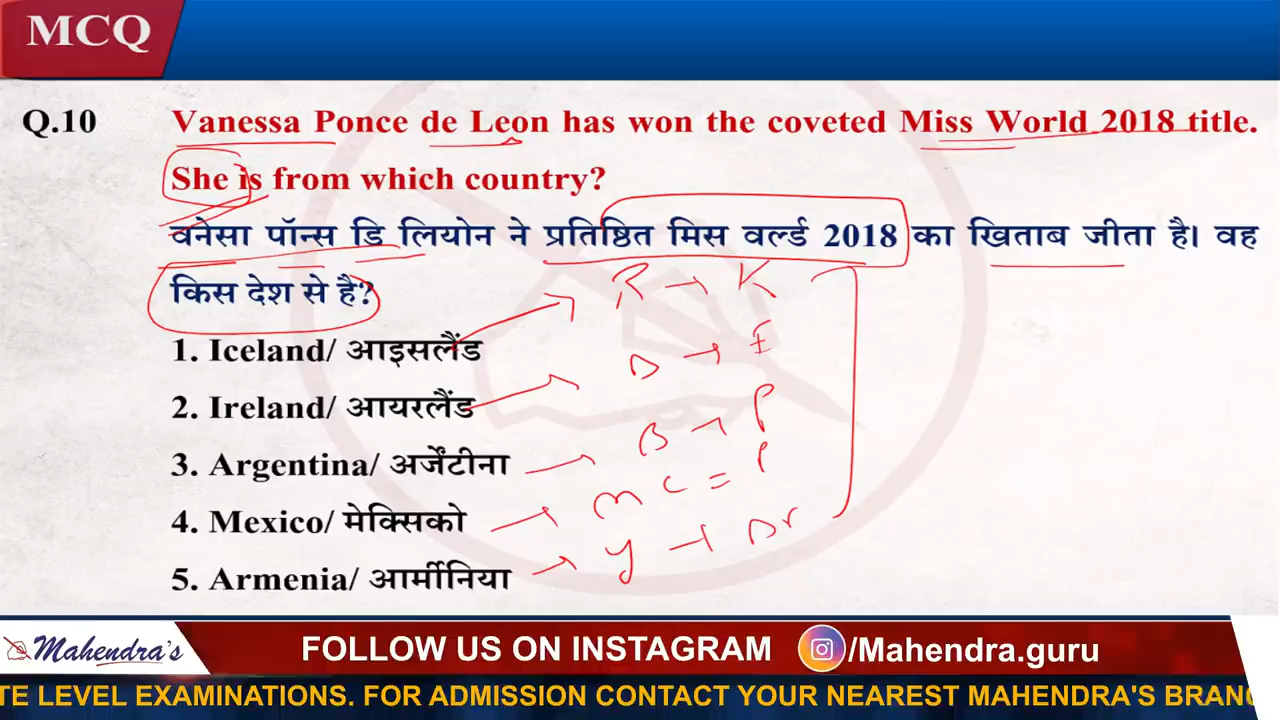 MCQ
Q.10 Vanessa Ponce de Leon has won the coveted Miss World 2018 title.
She is from which country?
वनेसा पॉन्स डि लियोन ने प्रतिष्ठित मिस वर्ल्ड 2018 का खिताब जीता है। वह
किस देश से है?
R → K
1. Iceland/ आइसलैंड
D → E
2. Ireland/ आयरलैंड
B → P
3. Argentina/ अर्जेंटीना
MC = P
4. Mexico/ मेक्सिको
Y → Dr
5. Armenia/ आर्मीनिया
Mahendra's
FOLLOW US ON INSTAGRAM /Mahendra.guru
TE LEVEL EXAMINATIONS. FOR ADMISSION CONTACT YOUR NEAREST MAHENDRA'S BRANC